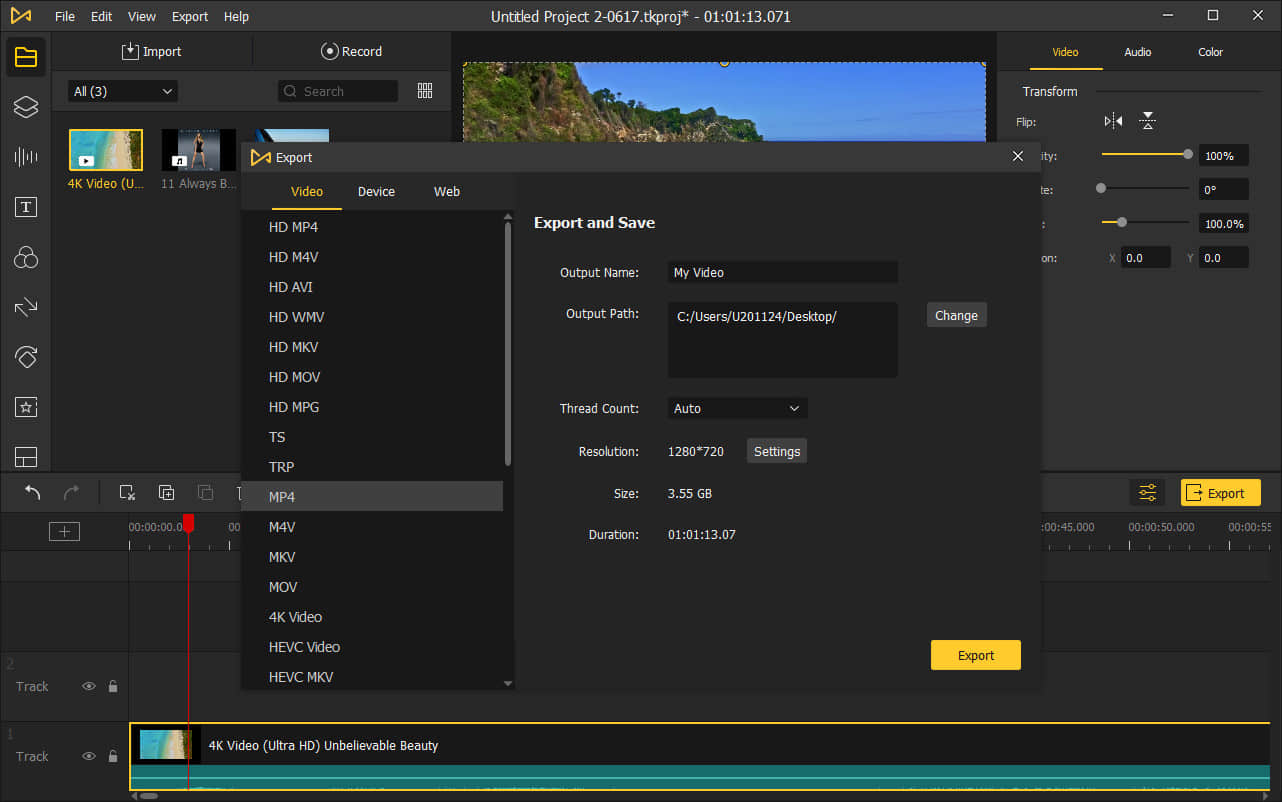 File Edit View Export Help
Untitled Project 2-0617.tkproj* - 01:01:13.071
Import
Record
All (3)
Search
4K Video (U...
11 Always B...
Video Audio Color
Transform
Flip:
100%
0°
100.0%
X 0.0 Y 0.0
Export
Video Device Web
HD MP4
HD M4V
HD AVI
HD WMV
HD MKV
HD MOV
HD MPG
TS
TRP
MP4
M4V
MKV
MOV
4K Video
HEVC Video
HEVC MKV
Export and Save
Output Name: My Video
Output Path: C:/Users/U201124/Desktop/
Change
Thread Count: Auto
Resolution: 1280*720 Settings
Size: 3.55 GB
Duration: 01:01:13.07
Export
Export
00:00:00.0
00
:00:45.000
00:00:50.000
00:00:55
2
Track
1
Track
4K Video (Ultra HD) Unbelievable Beauty